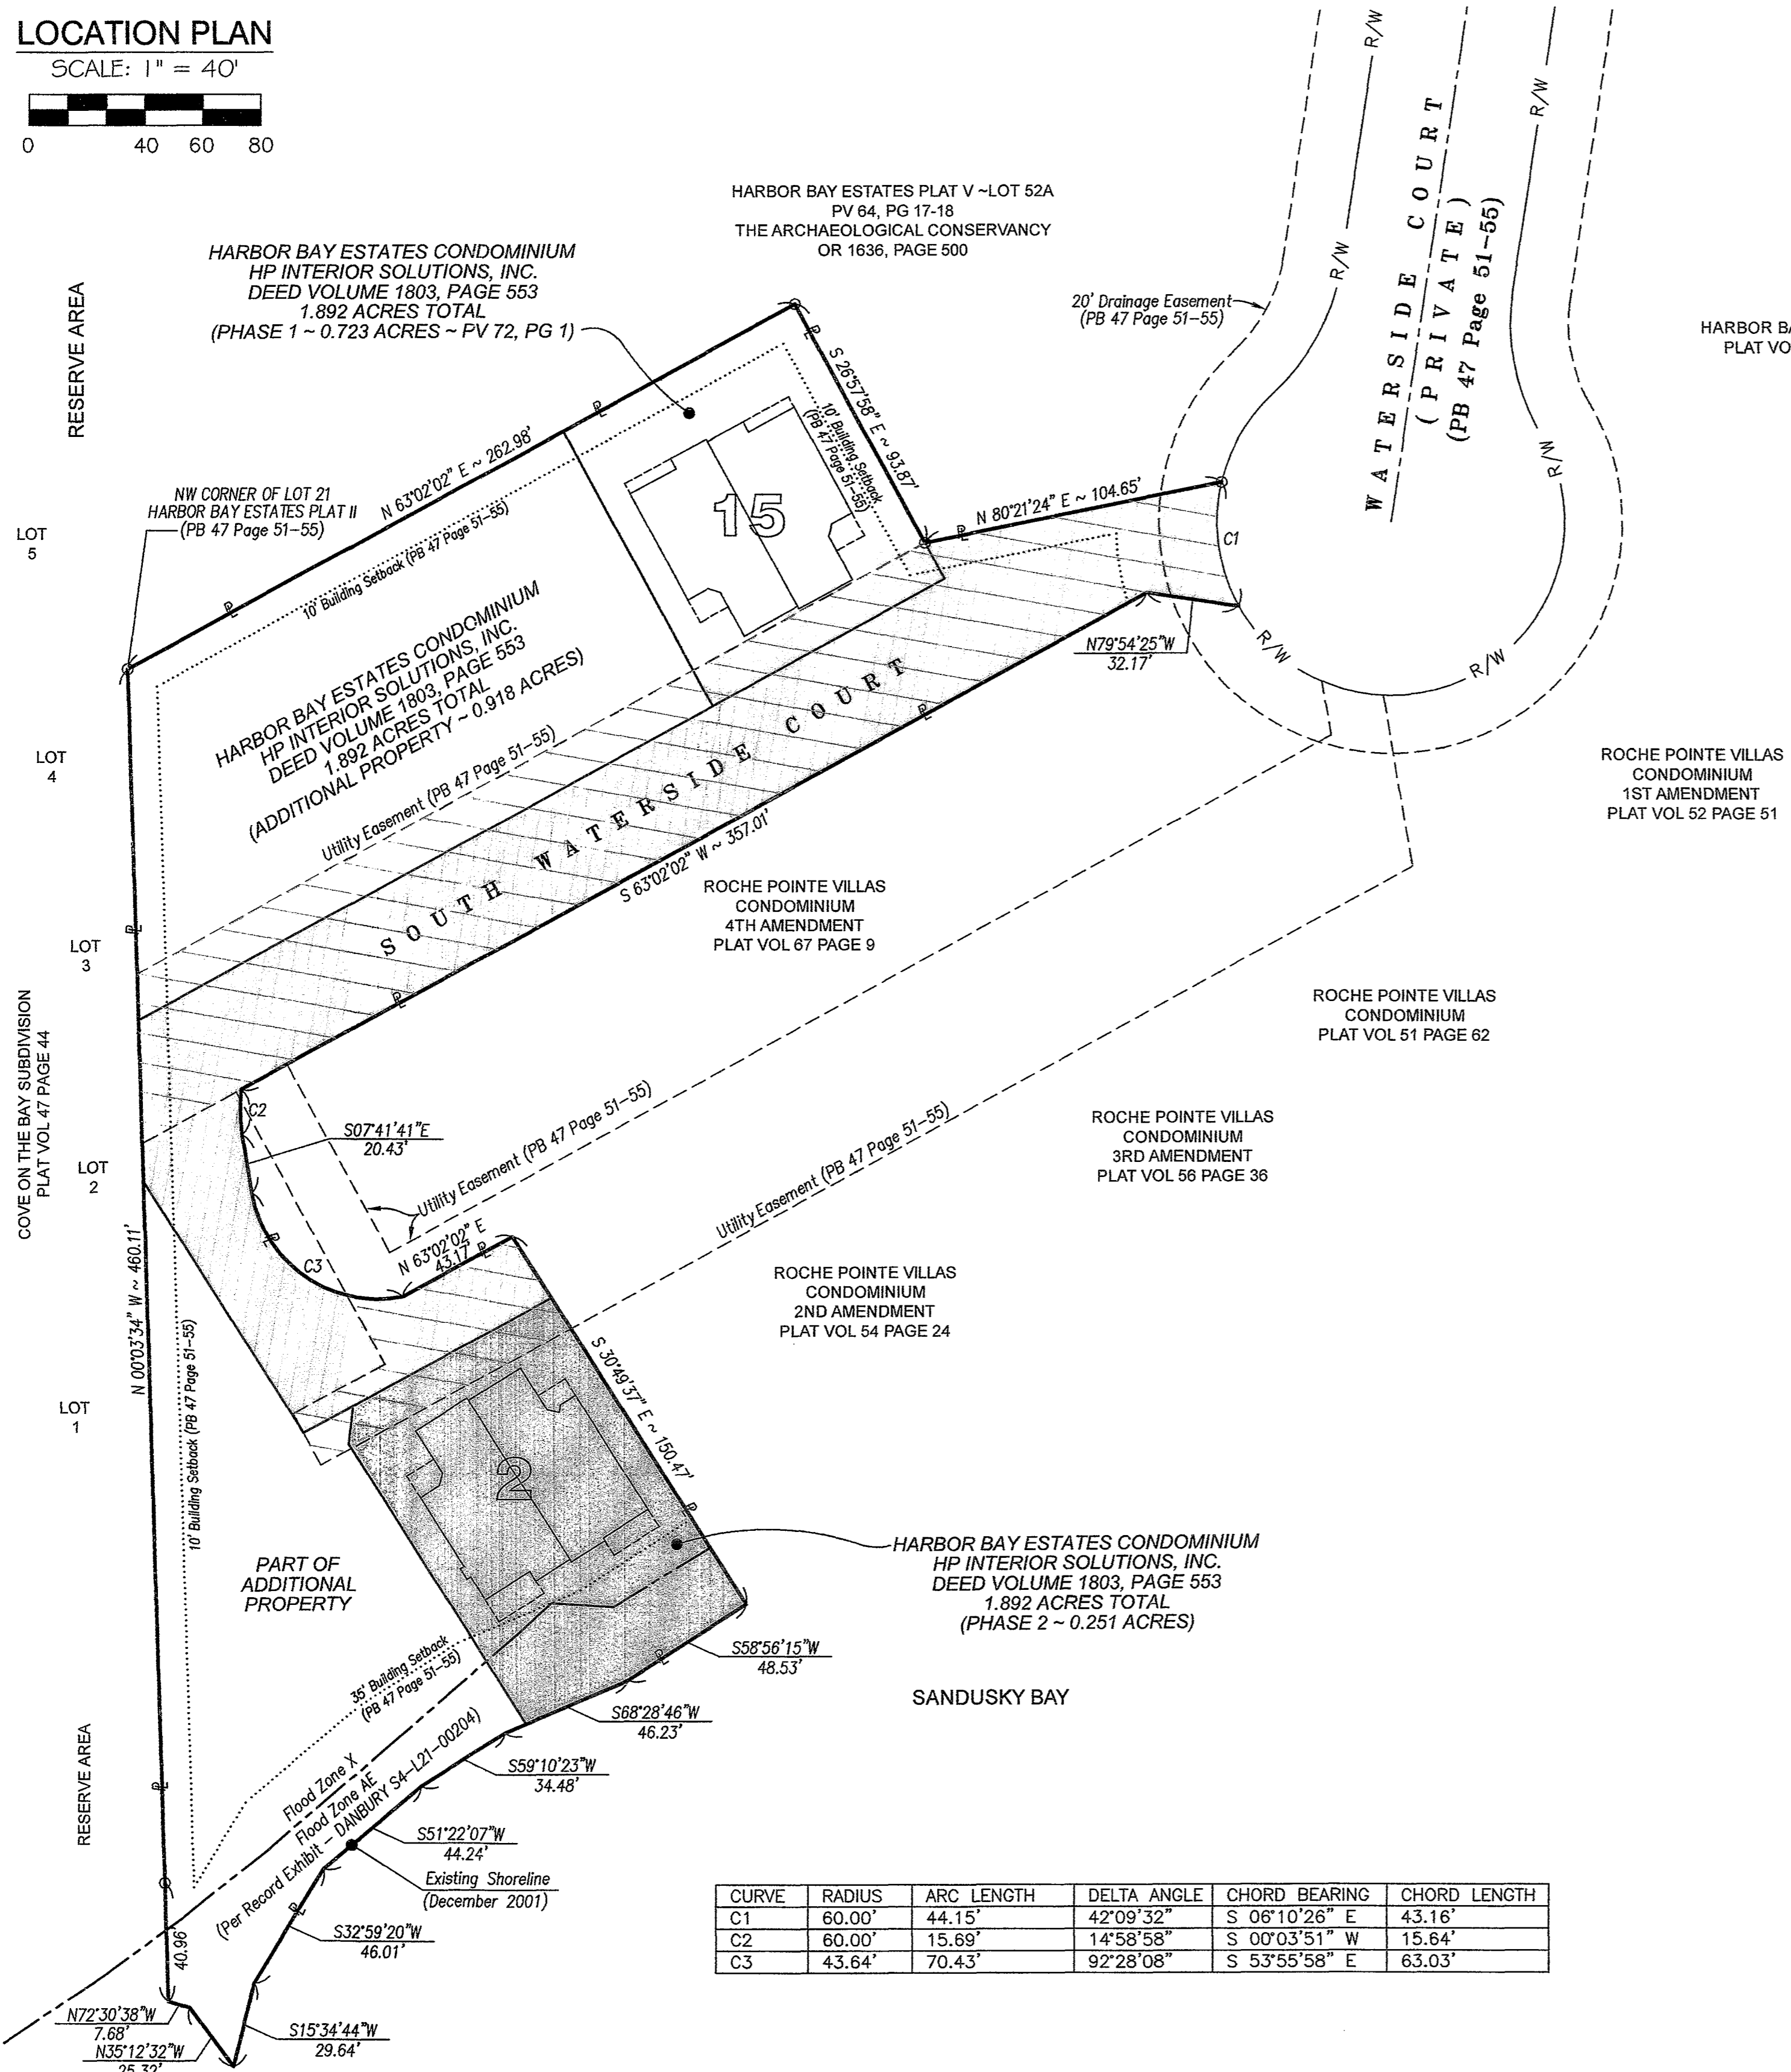 LOCATION PLAN
SCALE: 1" = 40'
0 40 60 80
HARBOR BAY ESTATES PLAT V ~LOT 52A
PV 64, PG 17-18
THE ARCHAEOLOGICAL CONSERVANCY
OR 1636, PAGE 500
HARBOR BAY ESTATES CONDOMINIUM
HP INTERIOR SOLUTIONS, INC.
DEED VOLUME 1803, PAGE 553
1.892 ACRES TOTAL
(PHASE 1 ~ 0.723 ACRES ~ PV 72, PG 1)
RESERVE AREA
20' Drainage Easement
(PB 47 Page 51-55)
R/W
R/W
R/W
R/W
R/W
R/W
R/W
WATERSIDE COURT
(PRIVATE)
(PB 47 Page 51-55)
HARBOR BA
PLAT VO
S 26°57'58" E ~ 93.87'
10' Building Setback
(PB 47 Page 51-55)
15
N 63°02'02" E ~ 262.98'
10' Building Setback (PB 47 Page 51-55)
NW CORNER OF LOT 21
HARBOR BAY ESTATES PLAT II
(PB 47 Page 51-55)
LOT
5
N 80°21'24" E ~ 104.65'
C1
N79°54'25"W
32.17'
HARBOR BAY ESTATES CONDOMINIUM
HP INTERIOR SOLUTIONS, INC.
DEED VOLUME 1803, PAGE 553
1.892 ACRES TOTAL
(ADDITIONAL PROPERTY ~ 0.918 ACRES)
LOT
4
Utility Easement (PB 47 Page 51-55)
SOUTH WATERSIDE COURT
S 63°02'02" W ~ 357.01'
ROCHE POINTE VILLAS
CONDOMINIUM
1ST AMENDMENT
PLAT VOL 52 PAGE 51
ROCHE POINTE VILLAS
CONDOMINIUM
4TH AMENDMENT
PLAT VOL 67 PAGE 9
LOT
3
ROCHE POINTE VILLAS
CONDOMINIUM
PLAT VOL 51 PAGE 62
COVE ON THE BAY SUBDIVISION
PLAT VOL 47 PAGE 44
C2
S07°41'41"E
20.43'
Utility Easement (PB 47 Page 51-55)
Utility Easement (PB 47 Page 51-55)
ROCHE POINTE VILLAS
CONDOMINIUM
3RD AMENDMENT
PLAT VOL 56 PAGE 36
LOT
2
C3
N 63°02'02" E
43.17'
N 00°03'34" W ~ 460.11'
10' Building Setback (PB 47 Page 51-55)
ROCHE POINTE VILLAS
CONDOMINIUM
2ND AMENDMENT
PLAT VOL 54 PAGE 24
S 30°49'37" E ~ 150.47'
LOT
1
2
PART OF
ADDITIONAL
PROPERTY
HARBOR BAY ESTATES CONDOMINIUM
HP INTERIOR SOLUTIONS, INC.
DEED VOLUME 1803, PAGE 553
1.892 ACRES TOTAL
(PHASE 2 ~ 0.251 ACRES)
35' Building Setback
(PB 47 Page 51-55)
S58°56'15"W
48.53'
SANDUSKY BAY
S68°28'46"W
46.23'
RESERVE AREA
Flood Zone X
Flood Zone AE
(Per Record Exhibit - DANBURY S4-L21-00204)
S59°10'23"W
34.48'
S51°22'07"W
44.24'
Existing Shoreline
(December 2001)
S32°59'20"W
46.01'
40.96'
N72°30'38"W
7.68'
S15°34'44"W
29.64'
N35°12'32"W
25.32'
CURVE RADIUS ARC LENGTH DELTA ANGLE CHORD BEARING CHORD LENGTH
C1 60.00' 44.15' 42°09'32" S 06°10'26" E 43.16'
C2 60.00' 15.69' 14°58'58" S 00°03'51" W 15.64'
C3 43.64' 70.43' 92°28'08" S 53°55'58" E 63.03'